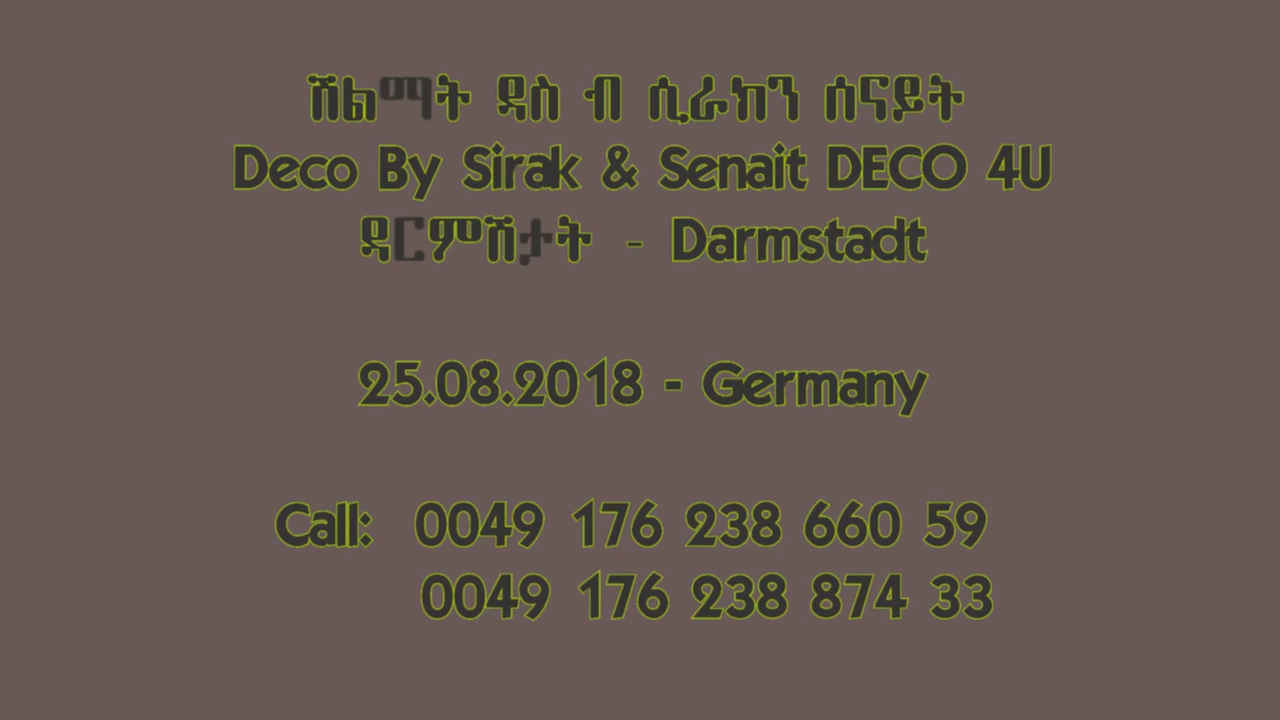 ሽልማት ዳስ ብ ሲራክን ሰናይት
Deco By Sirak & Senait DECO 4U
ዳርምሽታት - Darmstadt
25.08.2018 - Germany
Call: 0049 176 238 660 59
0049 176 238 874 33